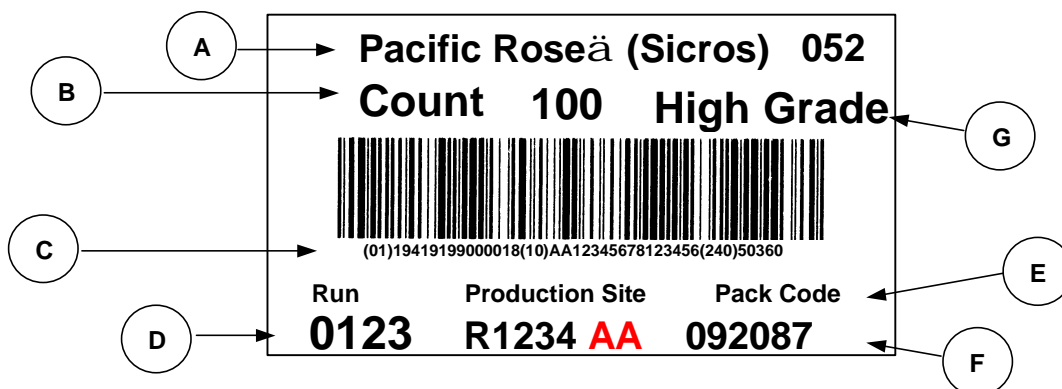 A
Pacific Roseä (Sicros) 052
B
Count 100 High Grade
G
(01)19419199000018(10)AA12345678123456(240)50360
C
Run Production Site Pack Code
E
D
0123 R1234 AA 092087
F